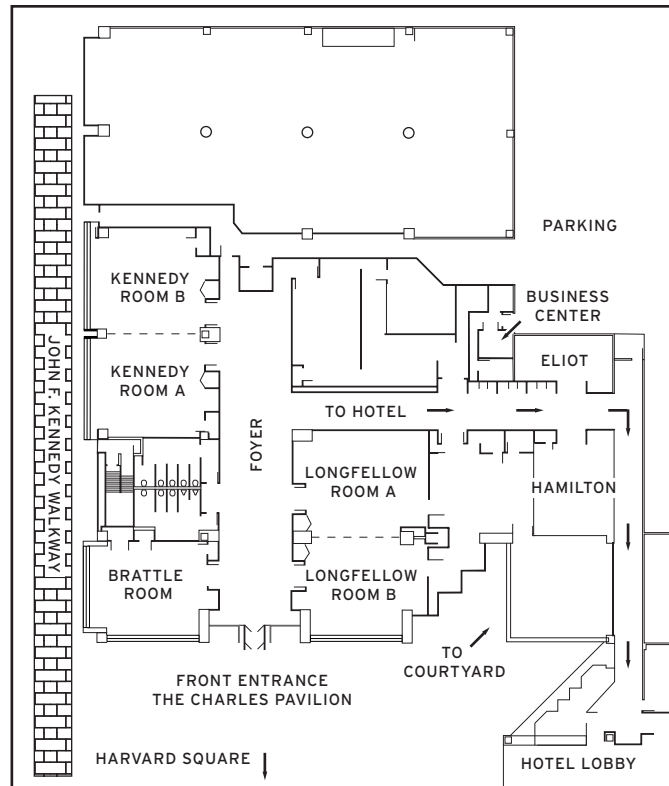 PARKING
KENNEDY
ROOM B
BUSINESS
CENTER
ELIOT
KENNEDY
ROOM A
JOHN F. KENNEDY WALKWAY
TO HOTEL
FOYER
LONGFELLOW
ROOM A
HAMILTON
BRATTLE
ROOM
LONGFELLOW
ROOM B
TO
COURTYARD
FRONT ENTRANCE
THE CHARLES PAVILION
HARVARD SQUARE
HOTEL LOBBY